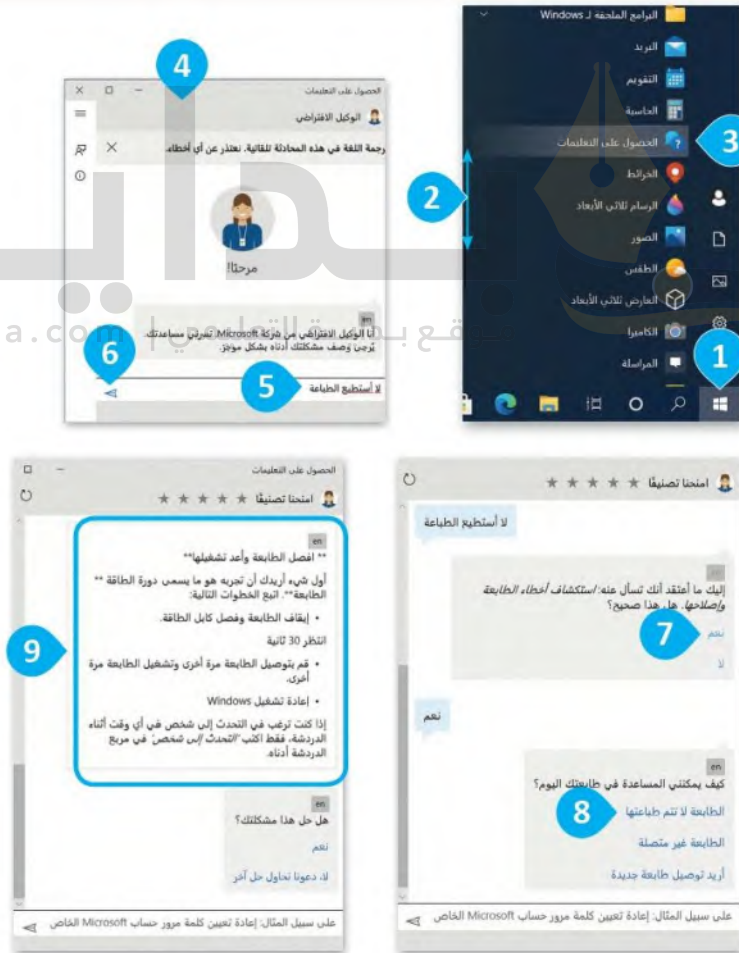 البرامج الملحقة لـ Windows
البريد
التقويم
الحاسبة
الحصول على التعليمات
3
الخرائط
2
الرسام ثلاثي الأبعاد
الصور
الطقس
العارض ثلاثي الأبعاد
الكاميرا
المراسلة
1
4
الحصول على التعليمات
الوكيل الافتراضي
رجمة اللغة في هذه المحادثة تلقائية. نعتذر عن أي أخطاء.
مرحبًا!
en
أنا الوكيل الافتراضي من شركة Microsoft. تسرني مساعدتك.
يُرجى وصف مشكلتك أدناه بشكل موجز.
6
5
لا أستطيع الطباعة
امنحنا تصنيفًا
لا أستطيع الطباعة
إليك ما أعتقد أنك تسأل عنه: استكشاف أخطاء الطابعة
وإصلاحها. هل هذا صحيح؟
7
نعم
لا
نعم
en
كيف يمكنني المساعدة في طابعتك اليوم؟
8
الطابعة لا تتم طباعتها
الطابعة غير متصلة
أريد توصيل طابعة جديدة
على سبيل المثال: إعادة تعيين كلمة مرور حساب Microsoft الخاص
الحصول على التعليمات
امنحنا تصنيفًا
en
** افصل الطابعة وأعد تشغيلها**
أول شيء أريدك أن تجربه هو ما يسمى دورة الطاقة **
الطابعة**. اتبع الخطوات التالية:
• إيقاف الطابعة وفصل كابل الطاقة.
انتظر 30 ثانية
9
• قم بتوصيل الطابعة مرة أخرى وتشغيل الطابعة مرة
أخرى.
• إعادة تشغيل Windows
إذا كنت ترغب في التحدث إلى شخص في أي وقت أثناء
الدردشة، فقط اكتب "التحدث إلى شخص" في مربع
الدردشة أدناه.
en
هل حل هذا مشكلتك؟
نعم
لا، دعونا نحاول حل آخر
على سبيل المثال: إعادة تعيين كلمة مرور حساب Microsoft الخاص